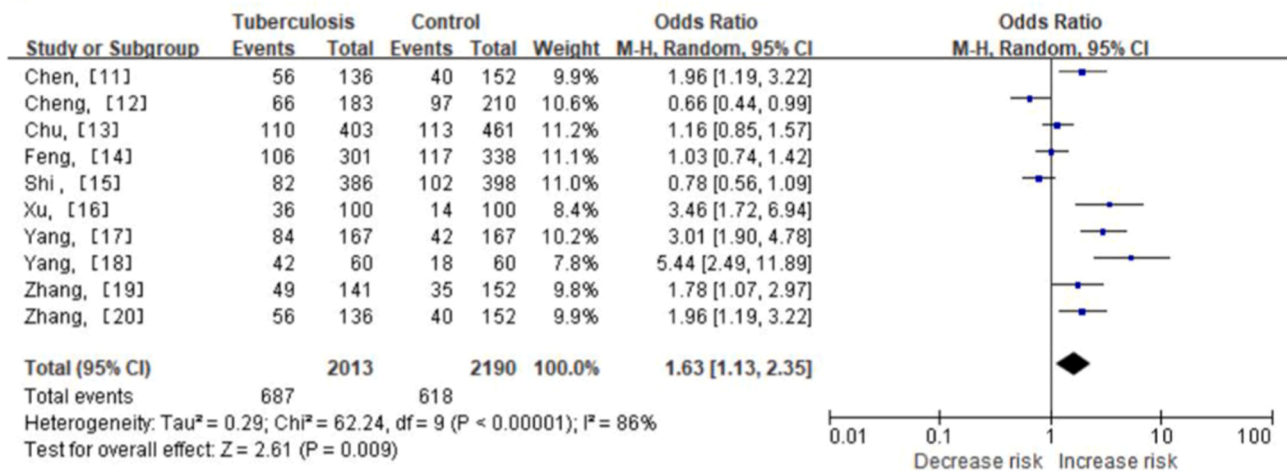 Tuberculosis Control Odds Ratio Odds Ratio
Study or Subgroup Events Total Events Total Weight M-H, Random, 95% CI M-H, Random, 95% CI
Chen, [11] 56 136 40 152 9.9% 1.96 [1.19, 3.22]
Cheng, [12] 66 183 97 210 10.6% 0.66 [0.44, 0.99]
Chu, [13] 110 403 113 461 11.2% 1.16 [0.85, 1.57]
Feng, [14] 106 301 117 338 11.1% 1.03 [0.74, 1.42]
Shi, [15] 82 386 102 398 11.0% 0.78 [0.56, 1.09]
Xu, [16] 36 100 14 100 8.4% 3.46 [1.72, 6.94]
Yang, [17] 84 167 42 167 10.2% 3.01 [1.90, 4.78]
Yang, [18] 42 60 18 60 7.8% 5.44 [2.49, 11.89]
Zhang, [19] 49 141 35 152 9.8% 1.78 [1.07, 2.97]
Zhang, [20] 56 136 40 152 9.9% 1.96 [1.19, 3.22]
Total (95% CI) 2013 2190 100.0% 1.63 [1.13, 2.35]
Total events 687 618
Heterogeneity: Tau² = 0.29; Chi² = 62.24, df = 9 (P < 0.00001); I² = 86%
Test for overall effect: Z = 2.61 (P = 0.009)
0.01 0.1 1 10 100
Decrease risk Increase risk